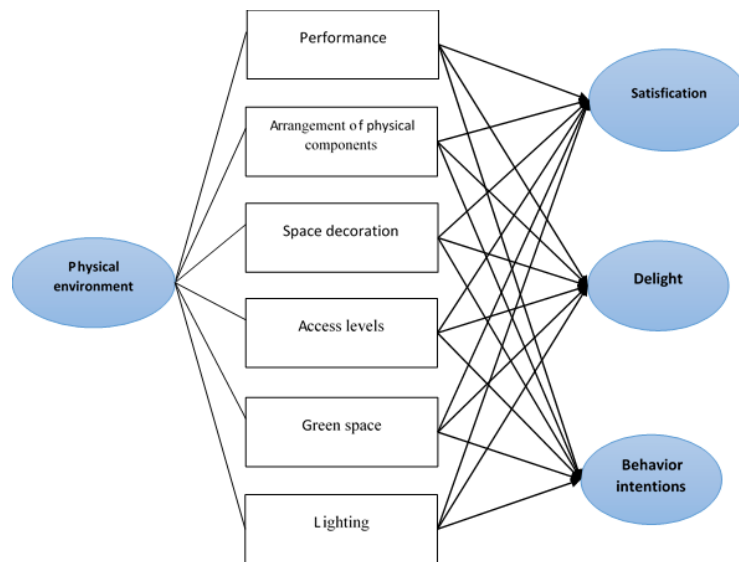 Performance
Satisfication
Arrangement of physical
components
Space decoration
Physical
environment
Delight
Access levels
Green space
Behavior
intentions
Lighting